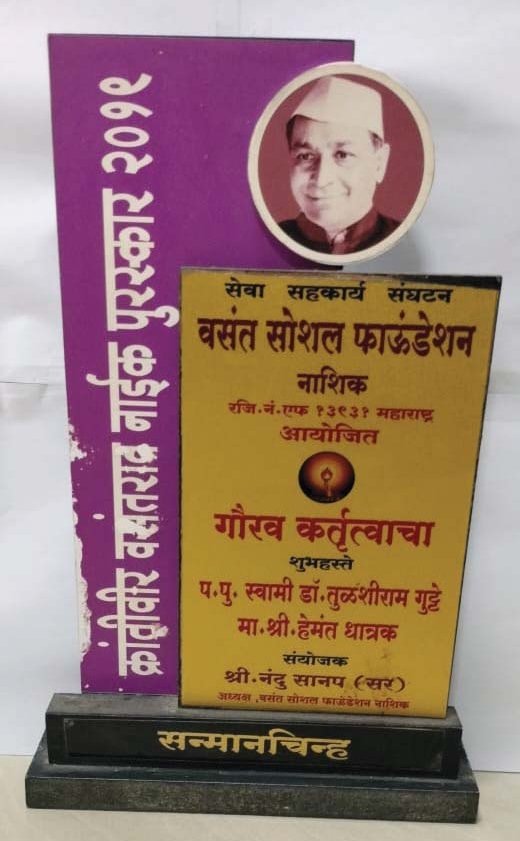 क्रांतीवीर वसंतराव नाईक पुरस्कार २०१९
सेवा सहकार्य संघटन
वसंत सोशल फाऊंडेशन
नाशिक
रजि.नं.एफ १३९३१ महाराष्ट्र
आयोजित
गौरव कर्तृत्वाचा
शुभहस्ते
प.पु. स्वामी डॉ.तुळशीराम गुट्टे
मा.श्री.हेमंत धात्रक
संयोजक
श्री.नंदु सानप (सर)
अध्यक्ष ,वसंत सोशल फाऊंडेशन नाशिक
सन्मानचिन्ह